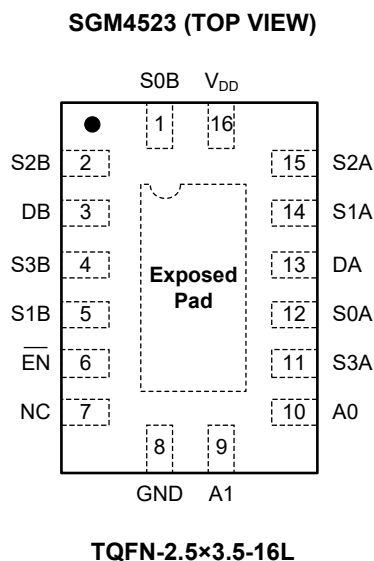 SGM4523 (TOP VIEW)
S0B V_DD
1 16
S2B 2 15 S2A
DB 3 14 S1A
S3B 4 13 DA
Exposed
Pad
S1B 5 12 S0A
E̅N̅ 6 11 S3A
NC 7 10 A0
8 9
GND A1
TQFN-2.5×3.5-16L